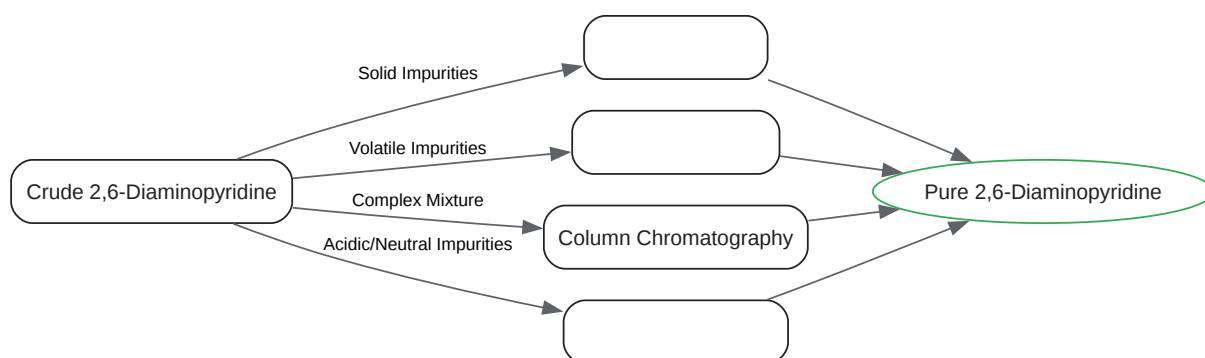 Solid Impurities
Volatile Impurities
Crude 2,6-Diaminopyridine
Pure 2,6-Diaminopyridine
Complex Mixture
Column Chromatography
Acidic/Neutral Impurities